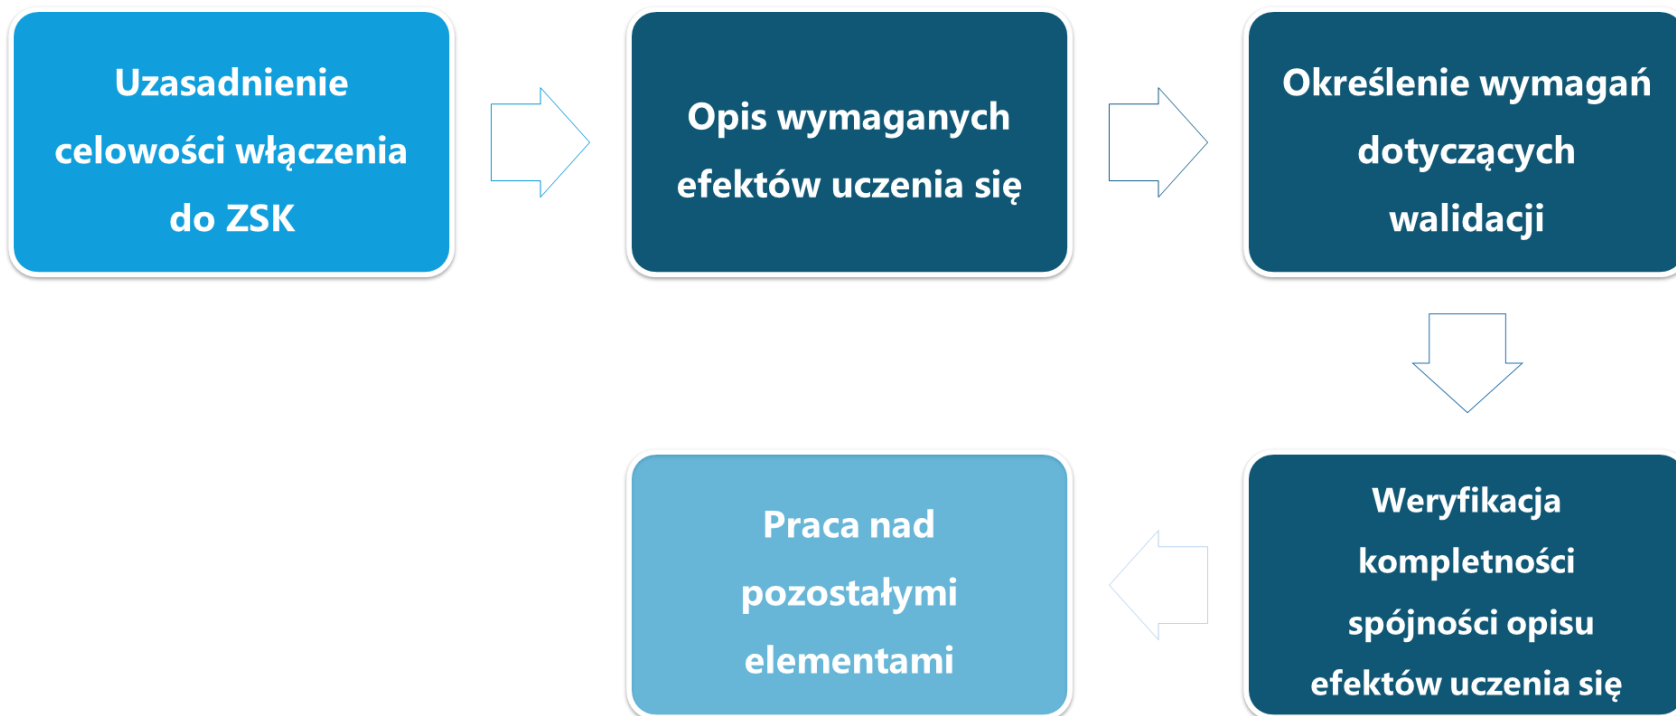 Uzasadnienie
celowości włączenia
do ZSK
Opis wymaganych
efektów uczenia się
Określenie wymagań
dotyczących
walidacji
Weryfikacja
kompletności
spójności opisu
efektów uczenia się
Praca nad
pozostałymi
elementami